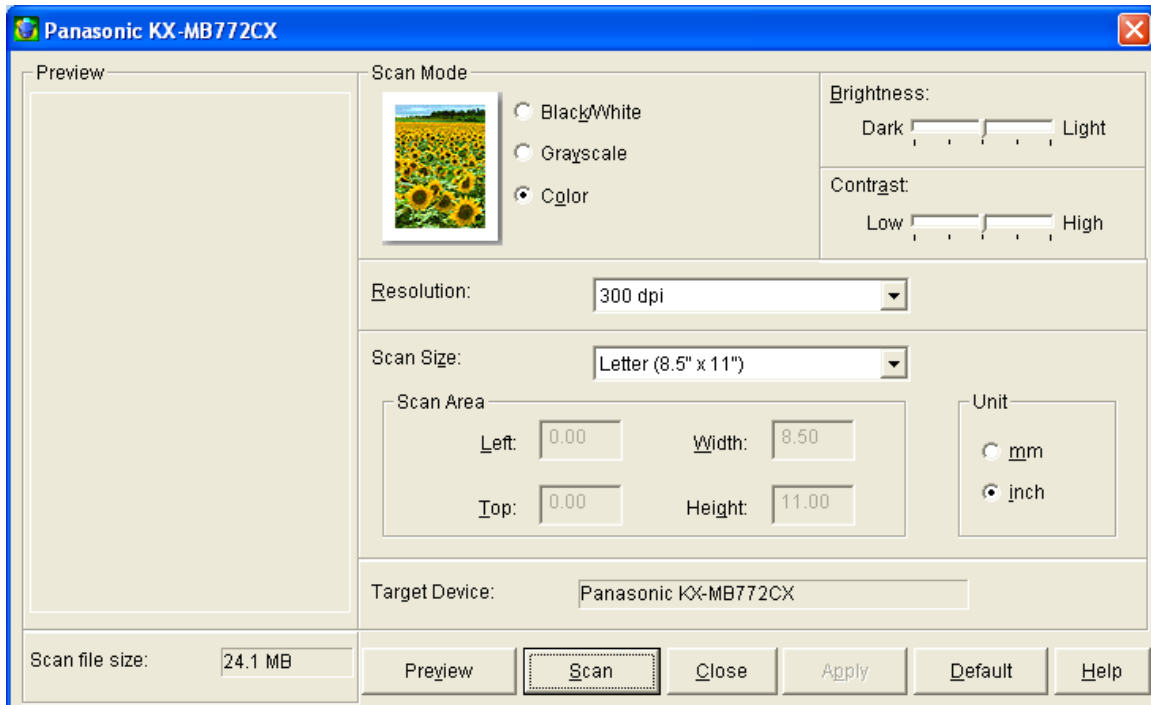 Panasonic KX-MB772CX
Preview
Scan Mode
Black/White
Grayscale
Color
Brightness:
Dark Light
Contrast:
Low High
Resolution: 300 dpi
Scan Size: Letter (8.5" x 11")
Scan Area
Left: 0.00 Width: 8.50
Top: 0.00 Height: 11.00
Unit
mm
inch
Target Device: Panasonic KX-MB772CX
Scan file size: 24.1 MB
Preview Scan Close Apply Default Help